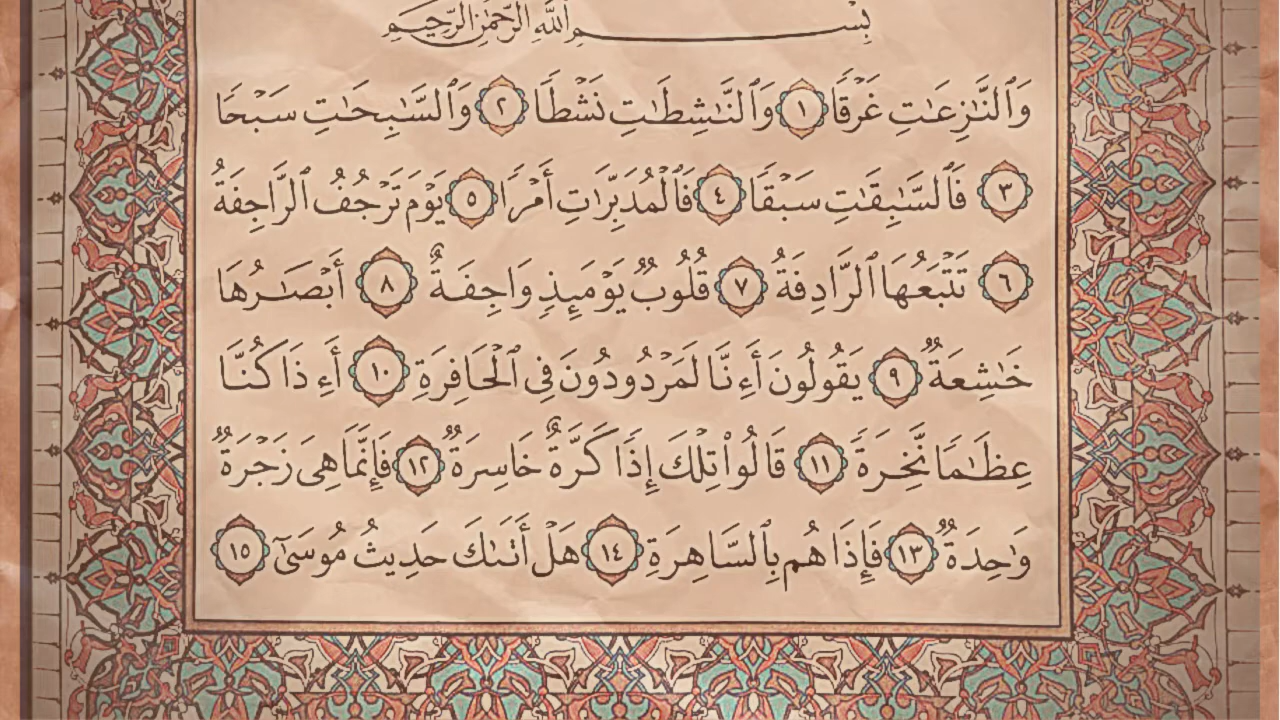 بِسْمِ ٱللَّهِ ٱلرَّحْمَٰنِ ٱلرَّحِيمِ
وَٱلنَّٰزِعَٰتِ غَرْقًا ١ وَٱلنَّٰشِطَٰتِ نَشْطًا ٢ وَٱلسَّٰبِحَٰتِ سَبْحًا
٣ فَٱلسَّٰبِقَٰتِ سَبْقًا ٤ فَٱلْمُدَبِّرَٰتِ أَمْرًا ٥ يَوْمَ تَرْجُفُ ٱلرَّاجِفَةُ
٦ تَتْبَعُهَا ٱلرَّادِفَةُ ٧ قُلُوبٌ يَوْمَئِذٍ وَاجِفَةٌ ٨ أَبْصَٰرُهَا
خَٰشِعَةٌ ٩ يَقُولُونَ أَءِنَّا لَمَرْدُودُونَ فِى ٱلْحَافِرَةِ ١٠ أَءِذَا كُنَّا
عِظَٰمًا نَّخِرَةً ١١ قَالُوا۟ تِلْكَ إِذًا كَرَّةٌ خَاسِرَةٌ ١٢ فَإِنَّمَا هِىَ زَجْرَةٌ
وَٰحِدَةٌ ١٣ فَإِذَا هُم بِٱلسَّاهِرَةِ ١٤ هَلْ أَتَىٰكَ حَدِيثُ مُوسَىٰٓ ١٥